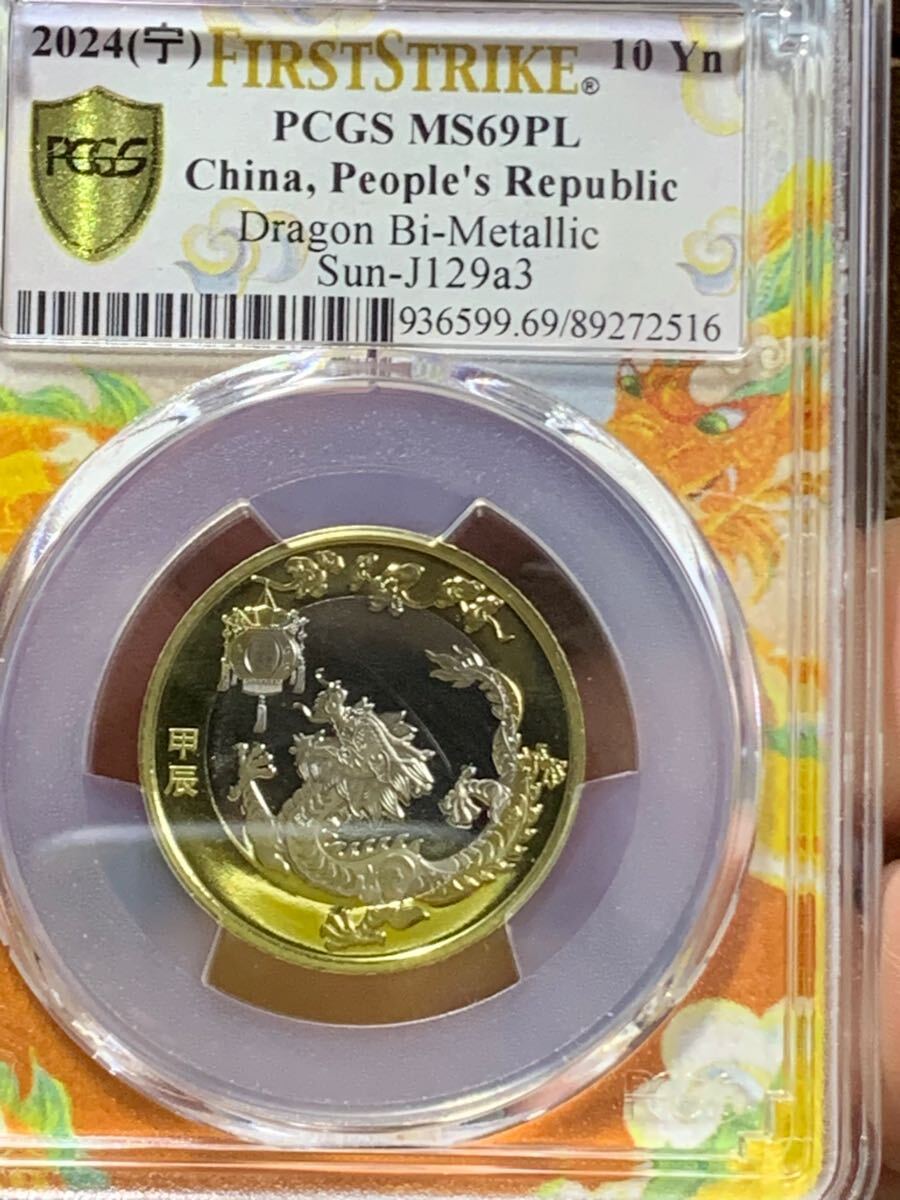 2024(宁) FIRSTSTRIKE® 10 Yn
PCGS
PCGS MS69PL
China, People's Republic
Dragon Bi-Metallic
Sun-J129a3
936599.69/89272516
甲辰